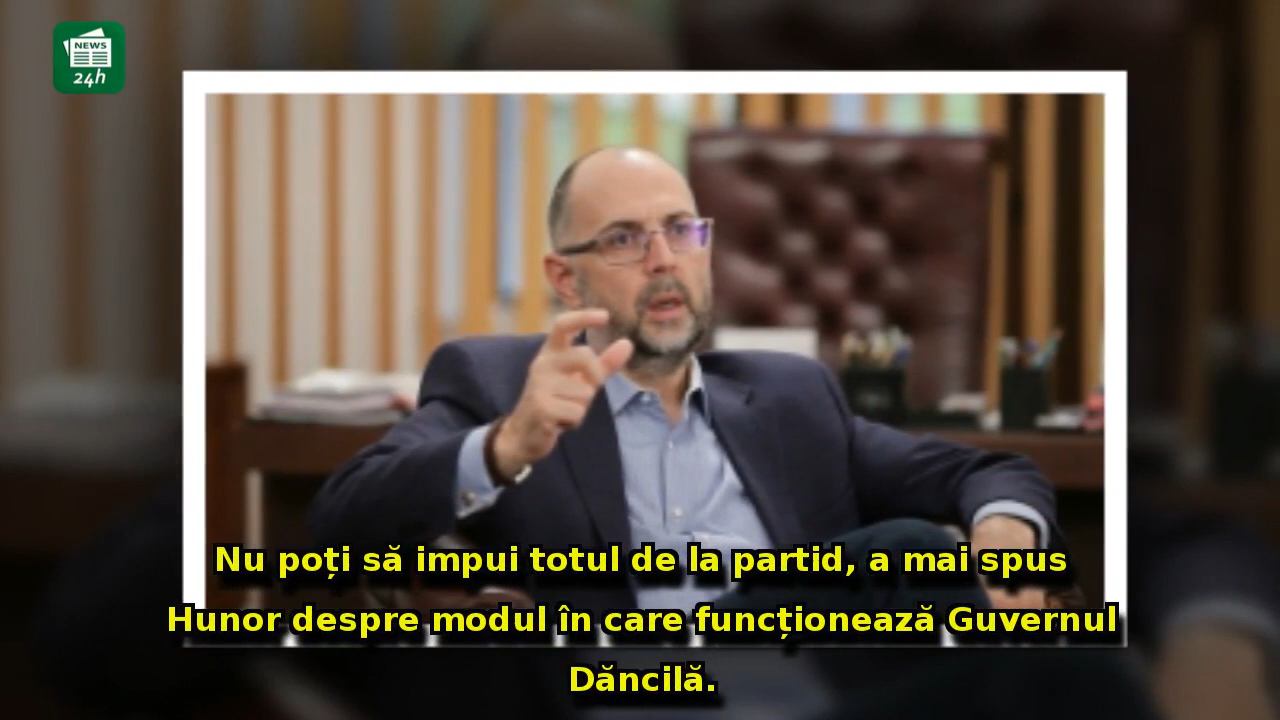 NEWS
24h
Nu poți să impui totul de la partid, a mai spus
Hunor despre modul în care funcționează Guvernul
Dăncilă.